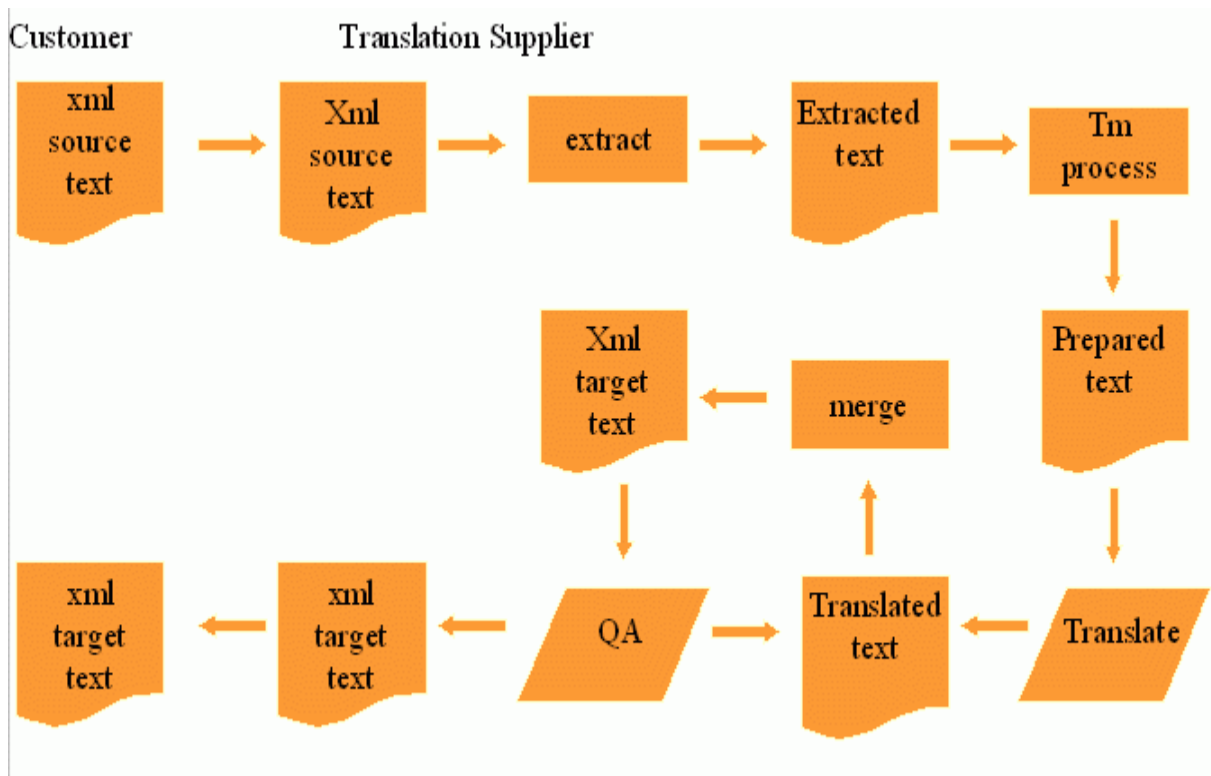 Customer
Translation Supplier
xml
source
text
Xml
source
text
extract
Extracted
text
Tm
process
Xml
target
text
merge
Prepared
text
xml
target
text
xml
target
text
QA
Translated
text
Translate